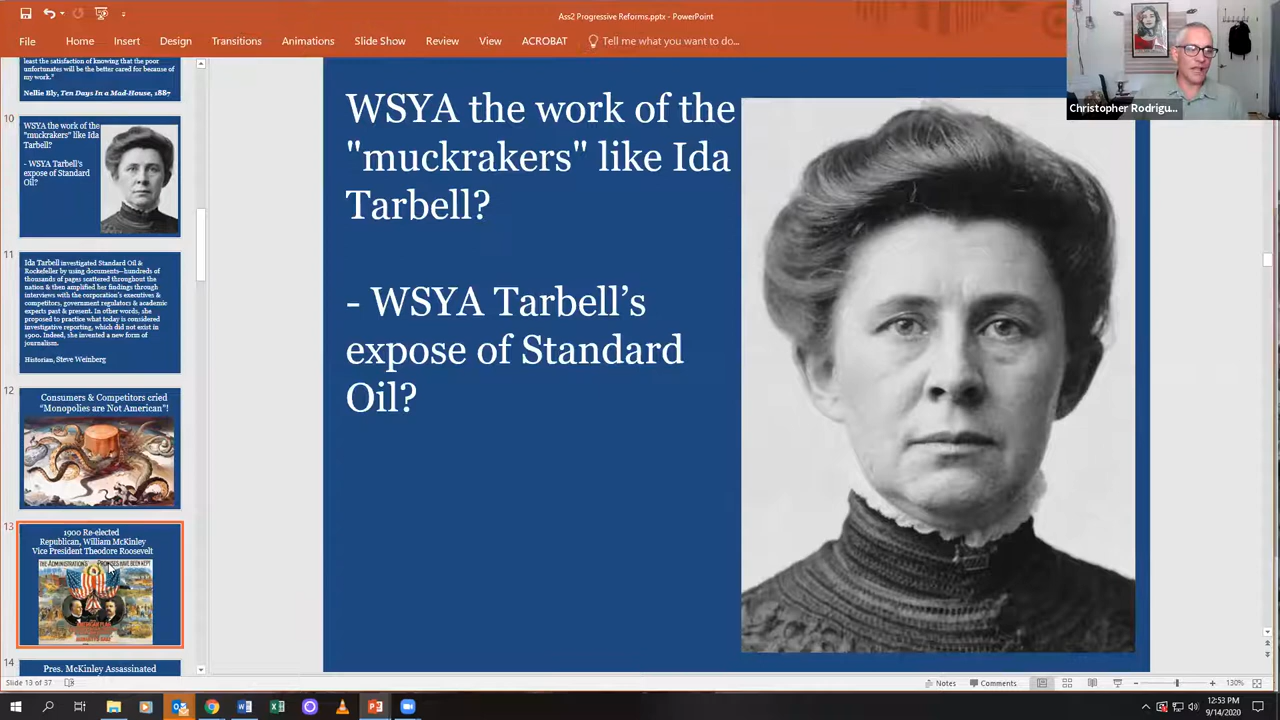 Ass2 Progressive Reforms.pptx - PowerPoint
File Home Insert Design Transitions Animations Slide Show Review View ACROBAT Tell me what you want to do...
Christopher Rodrigu...
least the satisfaction of knowing that the poor
unfortunates will be the better cared for because of
my work."
Nellie Bly, Ten Days In a Mad-House, 1887
10
WSYA the work of the
"muckrakers" like Ida
Tarbell?
- WSYA Tarbell's
expose of Standard
Oil?
11
Ida Tarbell investigated Standard Oil &
Rockefeller by using documents—hundreds of
thousands of pages scattered throughout the
nation & then amplified her findings through
interviews with the corporation's executives &
competitors, government regulators & academic
experts past & present. In other words, she
proposed to practice what today is considered
investigative reporting, which did not exist in
1900. Indeed, she invented a new form of
journalism.
Historian, Steve Weinberg
12
Consumers & Competitors cried
"Monopolies are Not American"!
13
1900 Re-elected
Republican, William McKinley
Vice President Theodore Roosevelt
THE ADMINISTRATION'S PROMISES HAVE BEEN KEPT
14
Pres. McKinley Assassinated
WSYA the work of the
"muckrakers" like Ida
Tarbell?
- WSYA Tarbell’s
expose of Standard
Oil?
Slide 13 of 37
Notes Comments 130%
12:53 PM
9/14/2020